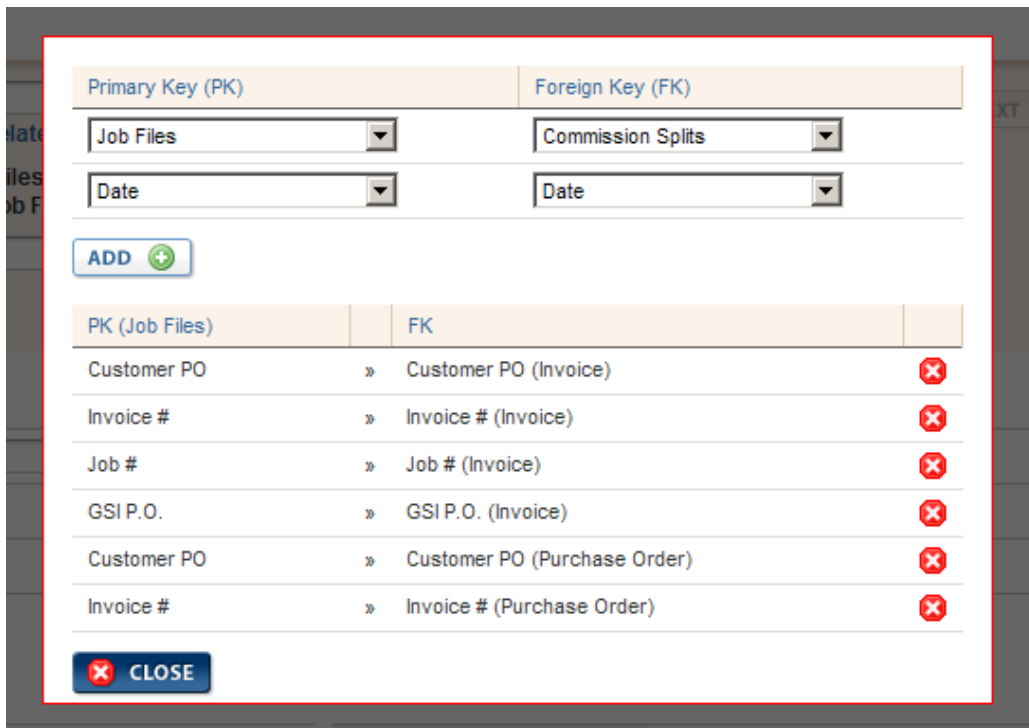 Primary Key (PK) Foreign Key (FK)
Job Files Commission Splits
Date Date
ADD
PK (Job Files) FK
Customer PO » Customer PO (Invoice)
Invoice # » Invoice # (Invoice)
Job # » Job # (Invoice)
GSI P.O. » GSI P.O. (Invoice)
Customer PO » Customer PO (Purchase Order)
Invoice # » Invoice # (Purchase Order)
CLOSE